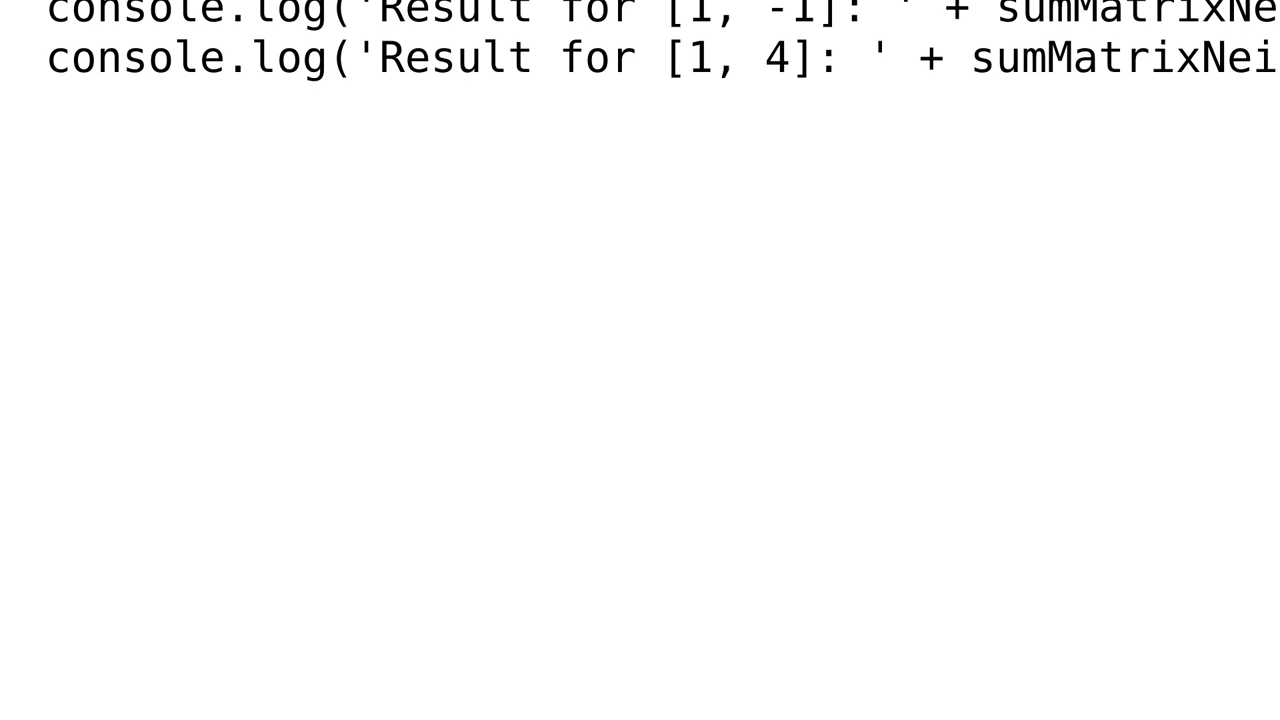 console.log('Result for [1, -1]: ' + sumMatrixNe
console.log('Result for [1, 4]: ' + sumMatrixNei